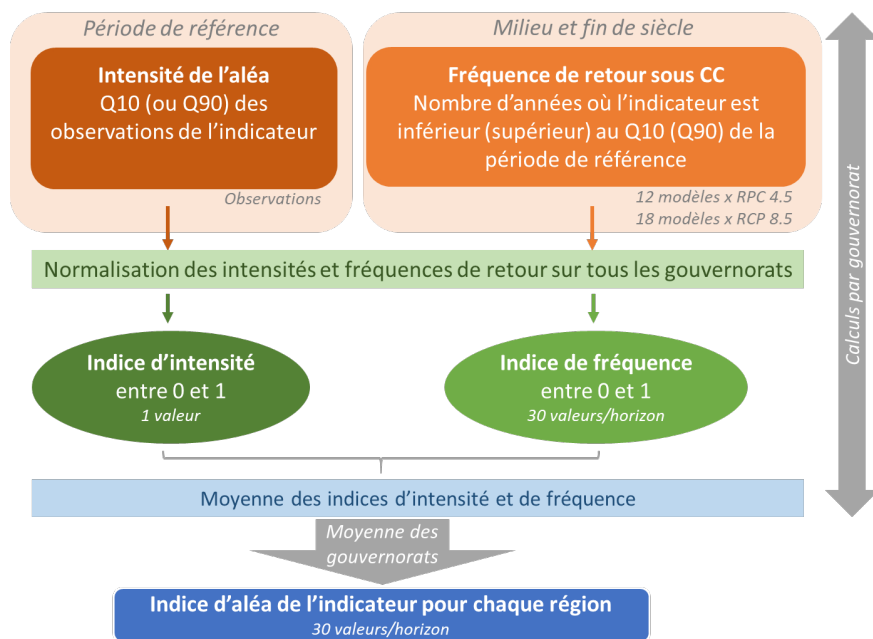 Période de référence
Intensité de l'aléa
Q10 (ou Q90) des
observations de l'indicateur
Observations
Milieu et fin de siècle
Fréquence de retour sous CC
Nombre d'années où l'indicateur est
inférieur (supérieur) au Q10 (Q90) de la
période de référence
12 modèles x RPC 4.5
18 modèles x RCP 8.5
Normalisation des intensités et fréquences de retour sur tous les gouvernorats
Indice d'intensité
entre 0 et 1
1 valeur
Indice de fréquence
entre 0 et 1
30 valeurs/horizon
Moyenne des indices d'intensité et de fréquence
Calculs par gouvernorat
Moyenne des
gouvernorats
Indice d'aléa de l'indicateur pour chaque région
30 valeurs/horizon